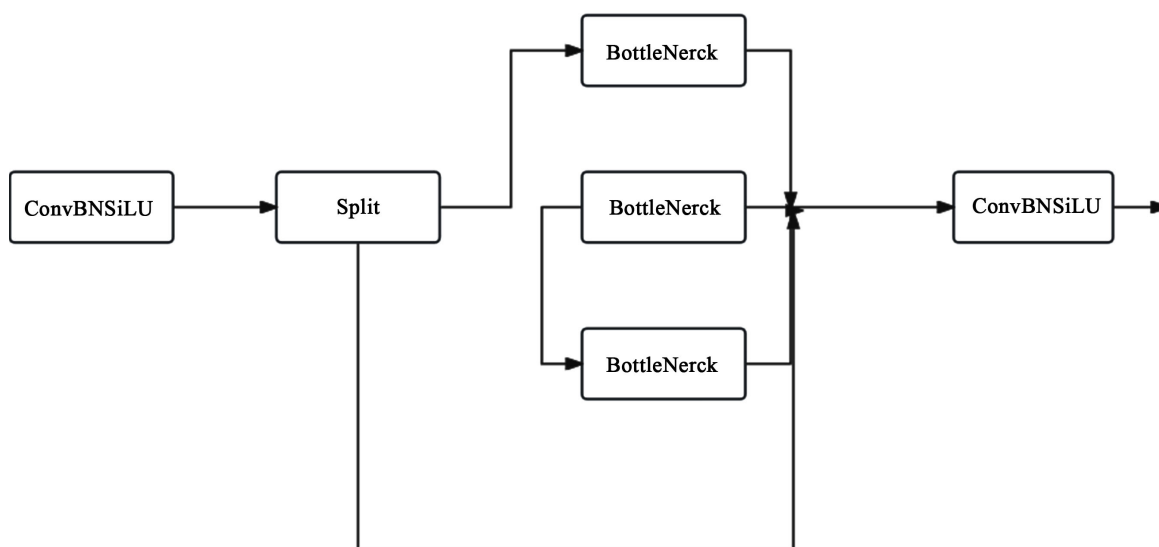 BottleNerck
ConvBNSiLU
Split
BottleNerck
ConvBNSiLU
BottleNerck